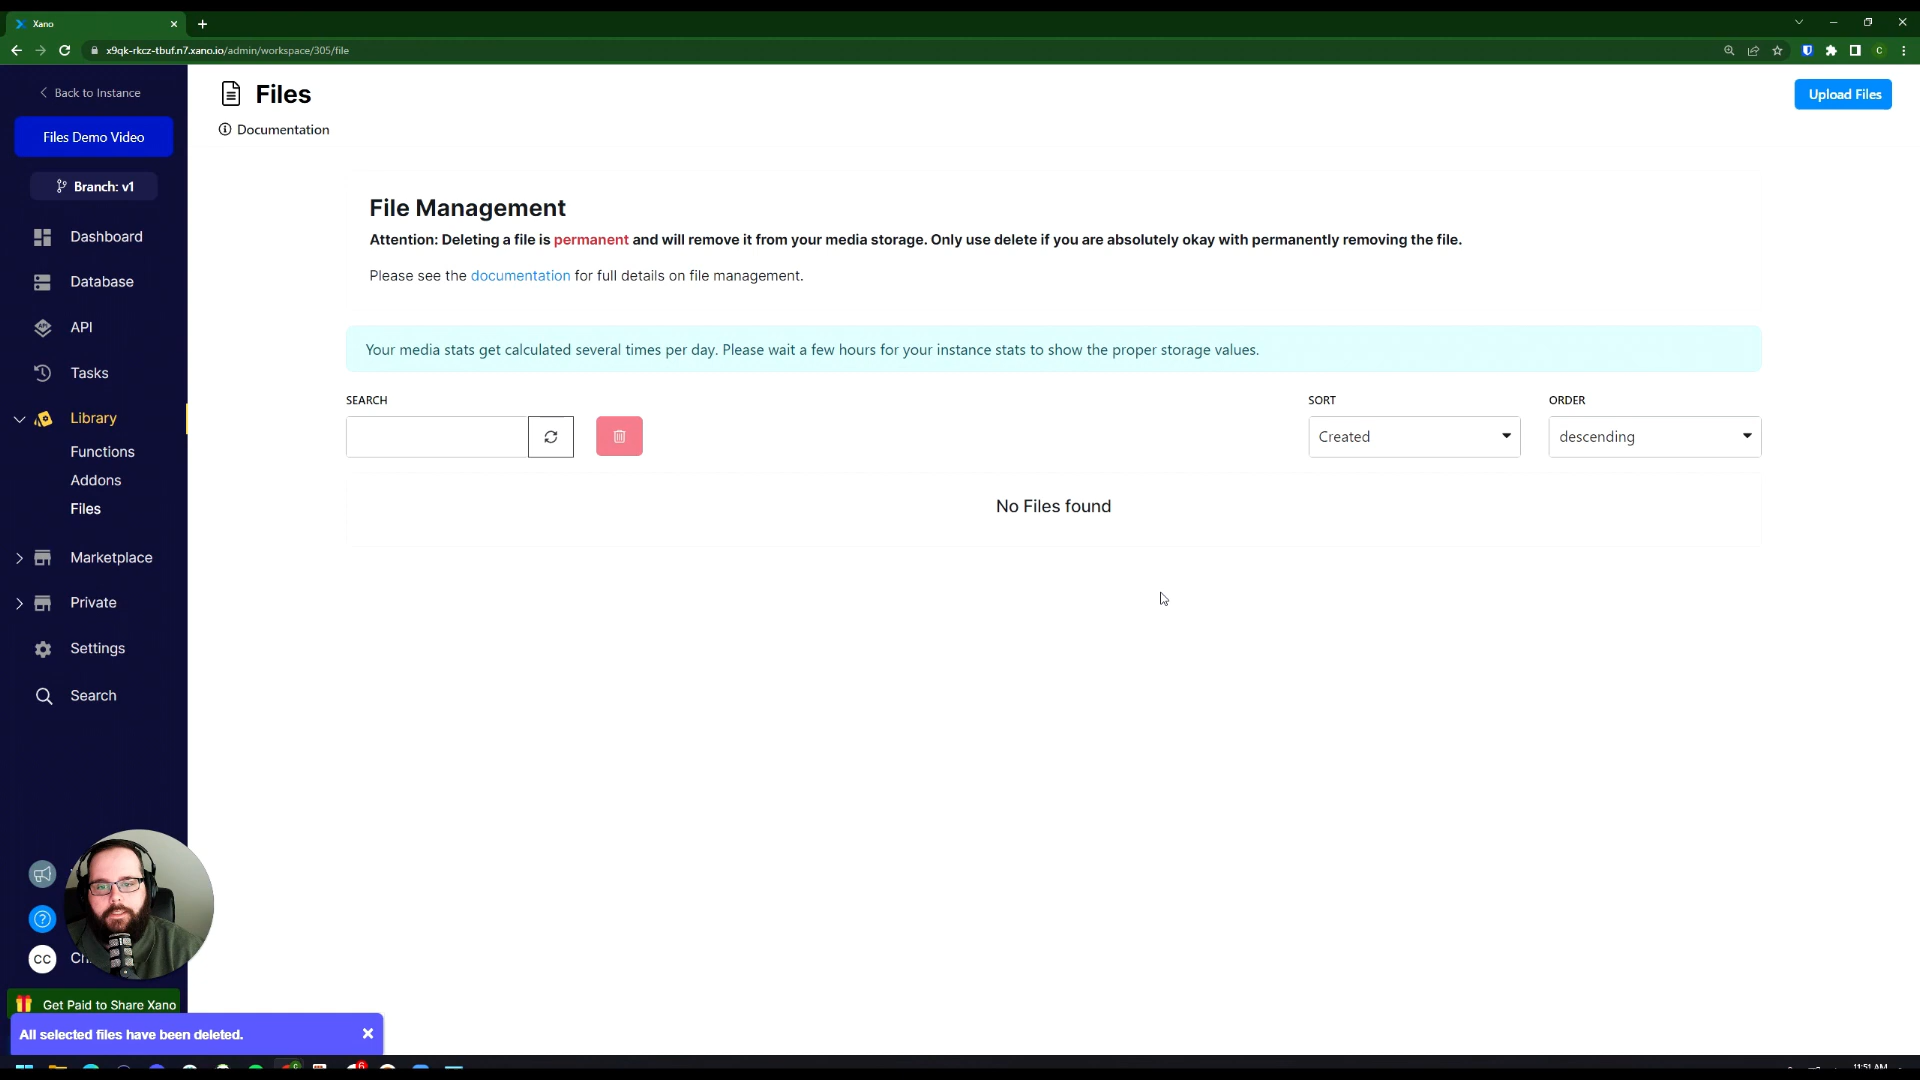 Xano
x9qk-rkcz-tbuf.n7.xano.io/admin/workspace/305/file
C
Back to Instance
Files Demo Video
Branch: v1
Dashboard
Database
API
Tasks
Library
Functions
Addons
Files
Marketplace
Private
Settings
Search
CC
Get Paid to Share Xano
All selected files have been deleted.
Files
Documentation
Upload Files
File Management
Attention: Deleting a file is permanent and will remove it from your media storage. Only use delete if you are absolutely okay with permanently removing the file.
Please see the documentation for full details on file management.
Your media stats get calculated several times per day. Please wait a few hours for your instance stats to show the proper storage values.
SEARCH
SORT
ORDER
Created
descending
No Files found
11:51 AM